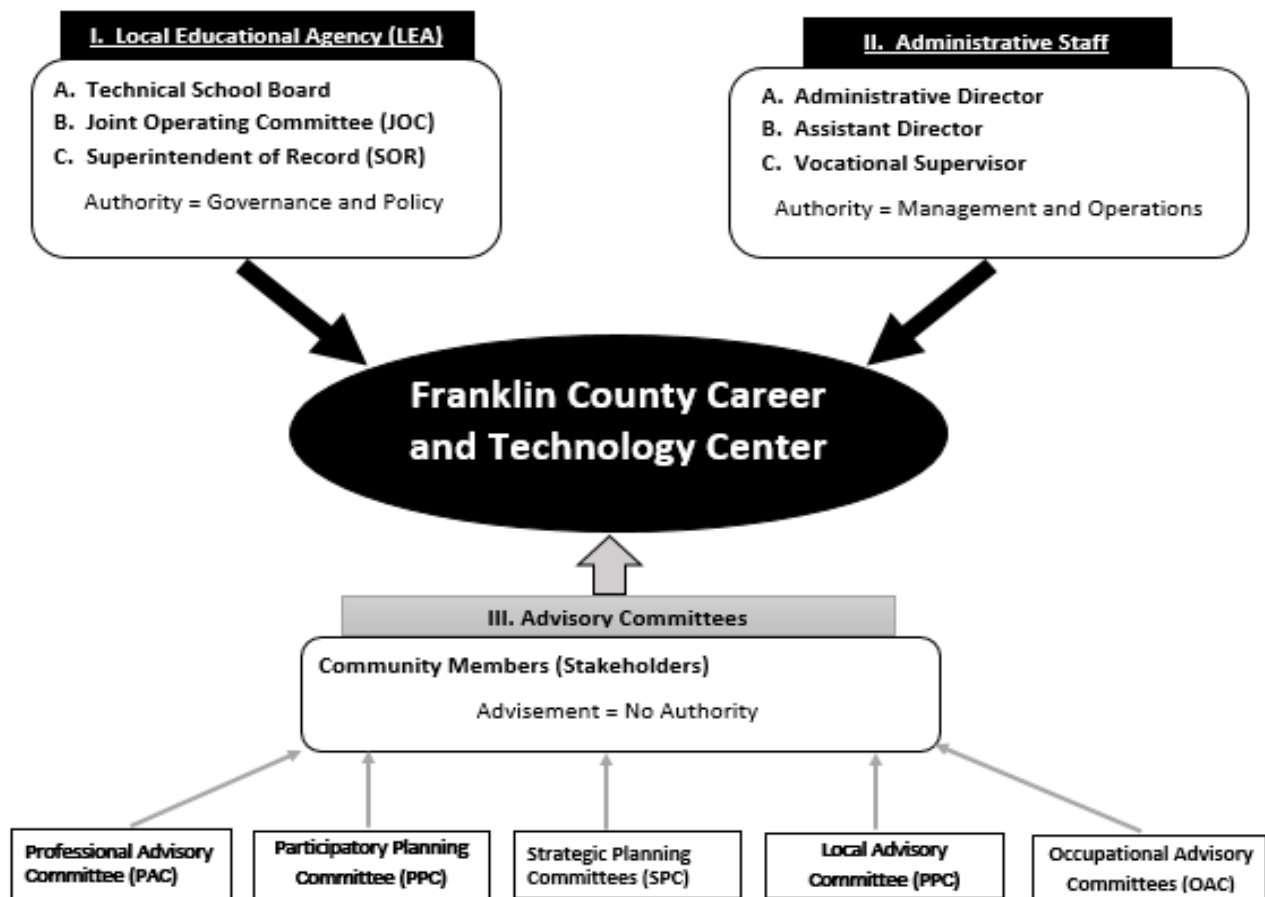 I. Local Educational Agency (LEA)
A. Technical School Board
B. Joint Operating Committee (JOC)
C. Superintendent of Record (SOR)
Authority = Governance and Policy
II. Administrative Staff
A. Administrative Director
B. Assistant Director
C. Vocational Supervisor
Authority = Management and Operations
Franklin County Career
and Technology Center
III. Advisory Committees
Community Members (Stakeholders)
Advisement = No Authority
Professional Advisory
Committee (PAC)
Participatory Planning
Committee (PPC)
Strategic Planning
Committees (SPC)
Local Advisory
Committee (PPC)
Occupational Advisory
Committees (OAC)